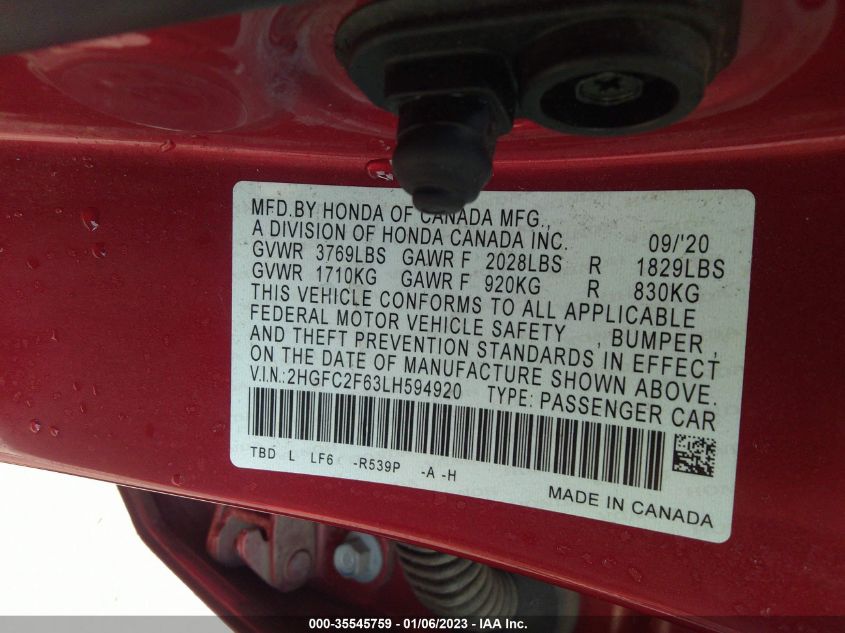 MFD.BY HONDA OF CANADA MFG.,
A DIVISION OF HONDA CANADA INC. 09/'20
GVWR 3769LBS GAWR F 2028LBS R 1829LBS
GVWR 1710KG GAWR F 920KG R 830KG
THIS VEHICLE CONFORMS TO ALL APPLICABLE
FEDERAL MOTOR VEHICLE SAFETY , BUMPER ,
AND THEFT PREVENTION STANDARDS IN EFFECT
ON THE DATE OF MANUFACTURE SHOWN ABOVE.
V.I.N.:2HGFC2F63LH594920 TYPE: PASSENGER CAR
TBD L LF6 -R539P -A -H
MADE IN CANADA
000-35545759 - 01/06/2023 - © IAA Inc.